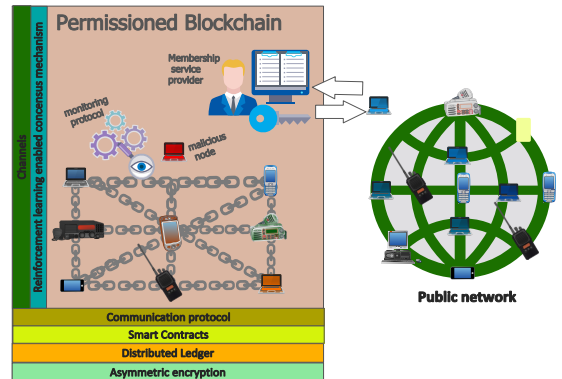 Permissioned Blockchain
Channels
Reinforcement learning enabled concensus mechanism
Membership
service
provider
monitoring
protocol
malicious
node
Public network
Communication protocol
Smart Contracts
Distributed Ledger
Asymmetric encryption